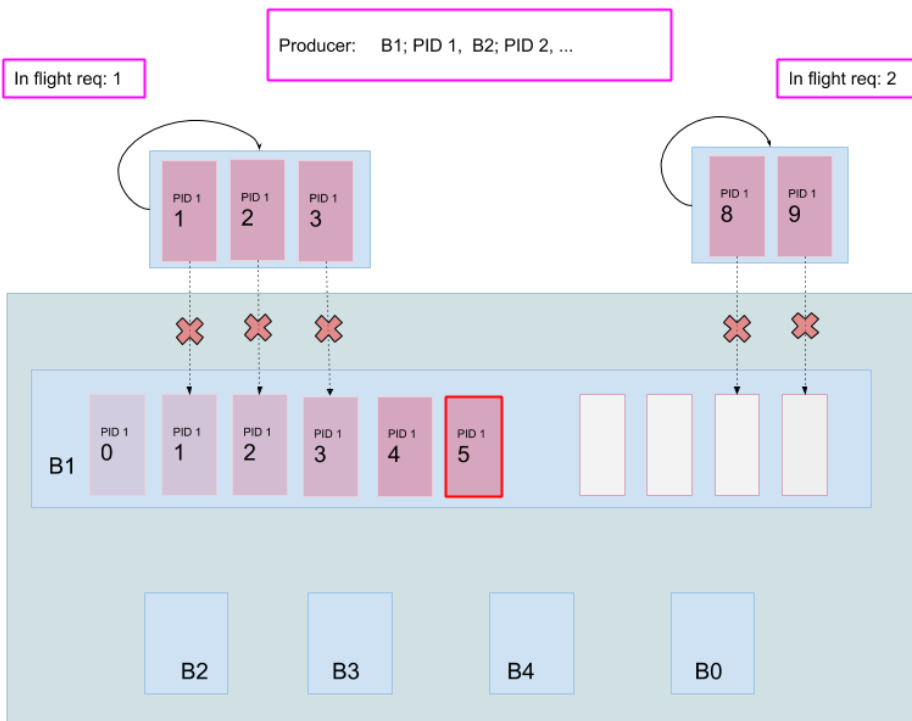 Producer: B1; PID 1, B2; PID 2, ...
In flight req: 1
In flight req: 2
PID 1
1
PID 1
2
PID 1
3
PID 1
8
PID 1
9
B1
PID 1
0
PID 1
1
PID 1
2
PID 1
3
PID 1
4
PID 1
5
B2
B3
B4
B0